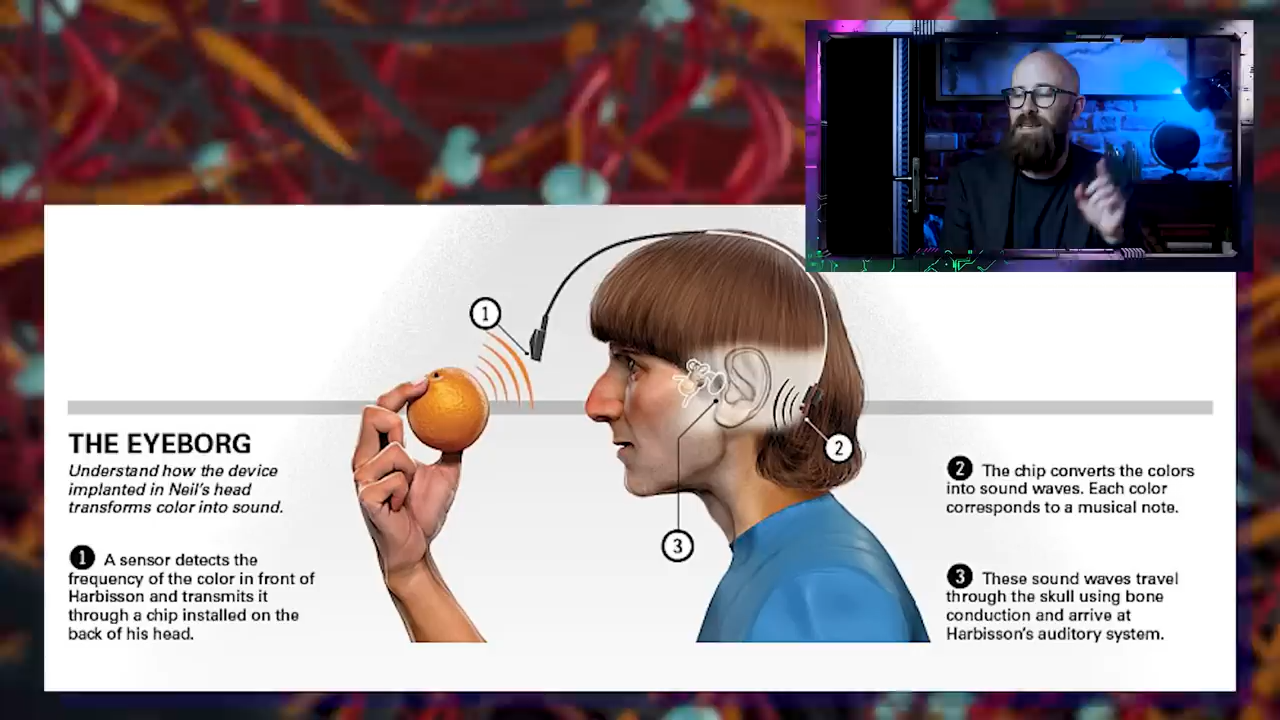 THE EYEBORG
Understand how the device
implanted in Neil's head
transforms color into sound.
1 A sensor detects the
frequency of the color in front of
Harbisson and transmits it
through a chip installed on the
back of his head.
1
2
3
2 The chip converts the colors
into sound waves. Each color
corresponds to a musical note.
3 These sound waves travel
through the skull using bone
conduction and arrive at
Harbisson's auditory system.